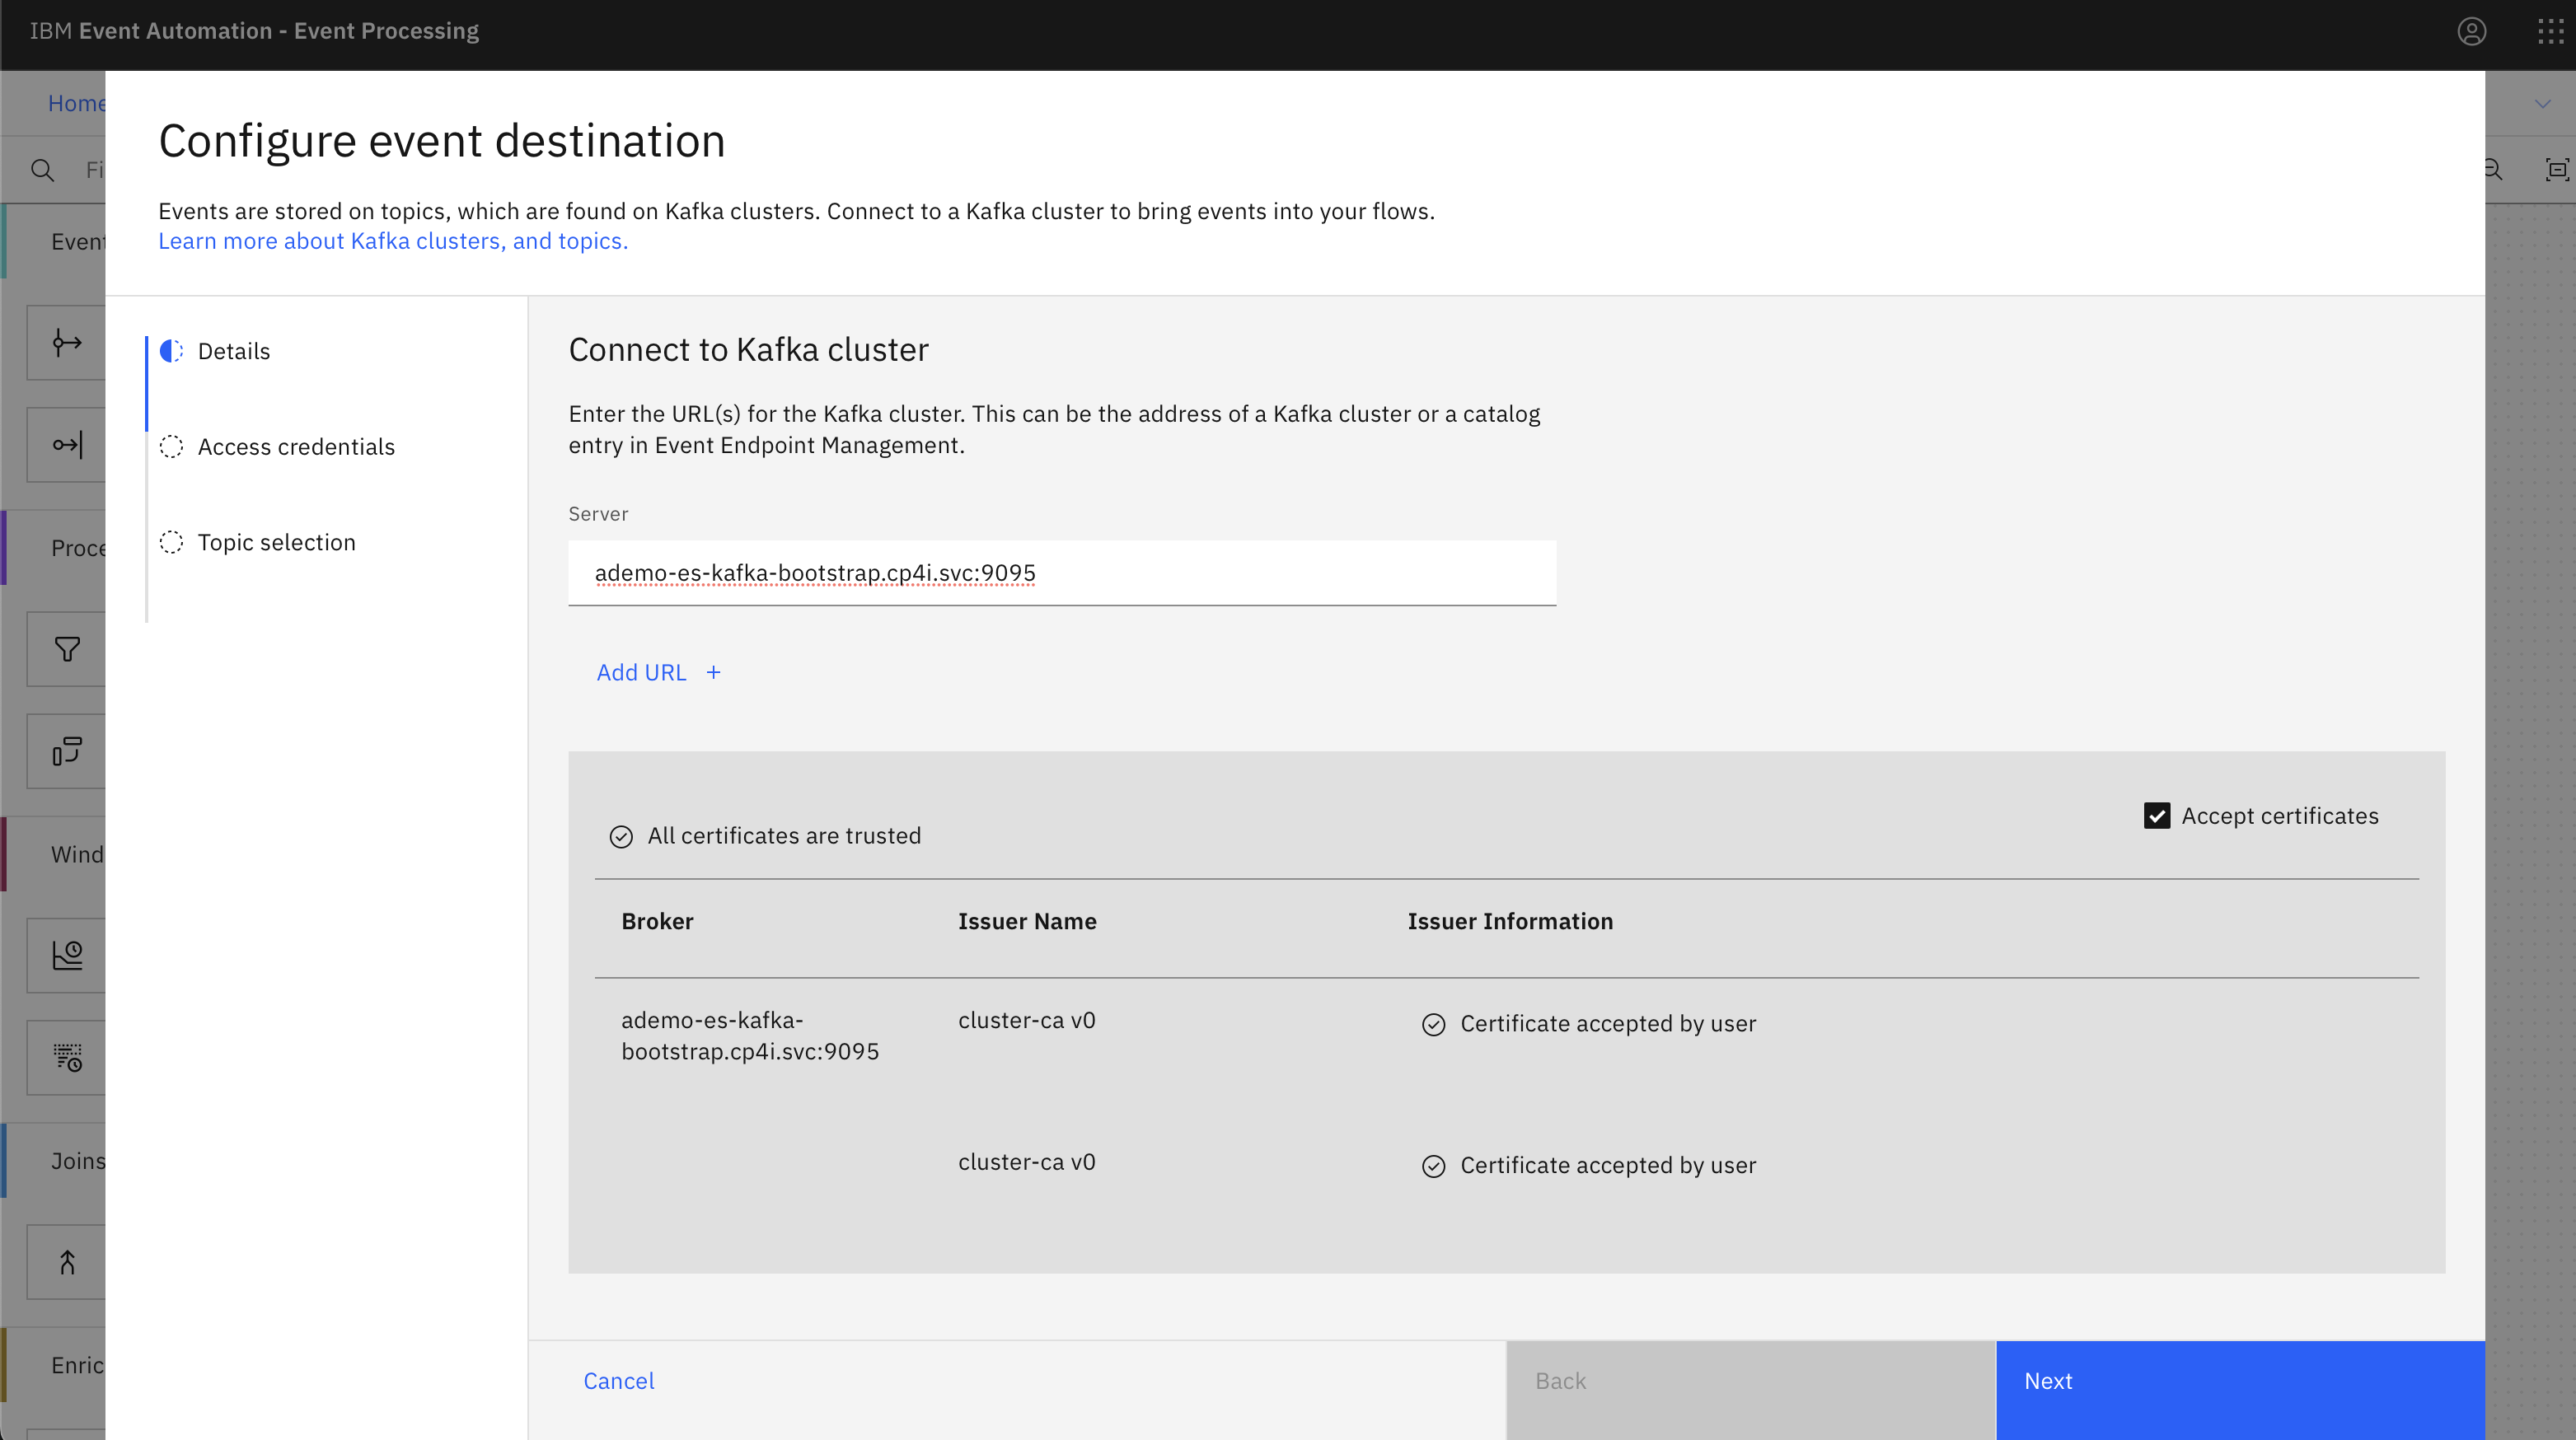 IBM Event Automation - Event Processing
Home
Configure event destination
Fi
Events are stored on topics, which are found on Kafka clusters. Connect to a Kafka cluster to bring events into your flows.
Learn more about Kafka clusters, and topics.
Even
Details
Access credentials
Topic selection
Proce
Wind
Joins
Enric
Connect to Kafka cluster
Enter the URL(s) for the Kafka cluster. This can be the address of a Kafka cluster or a catalog
entry in Event Endpoint Management.
Server
ademo-es-kafka-bootstrap.cp4i.svc:9095
Add URL +
Accept certificates
All certificates are trusted
Broker Issuer Name Issuer Information
ademo-es-kafka- cluster-ca v0 Certificate accepted by user
bootstrap.cp4i.svc:9095
cluster-ca v0 Certificate accepted by user
Cancel Back Next